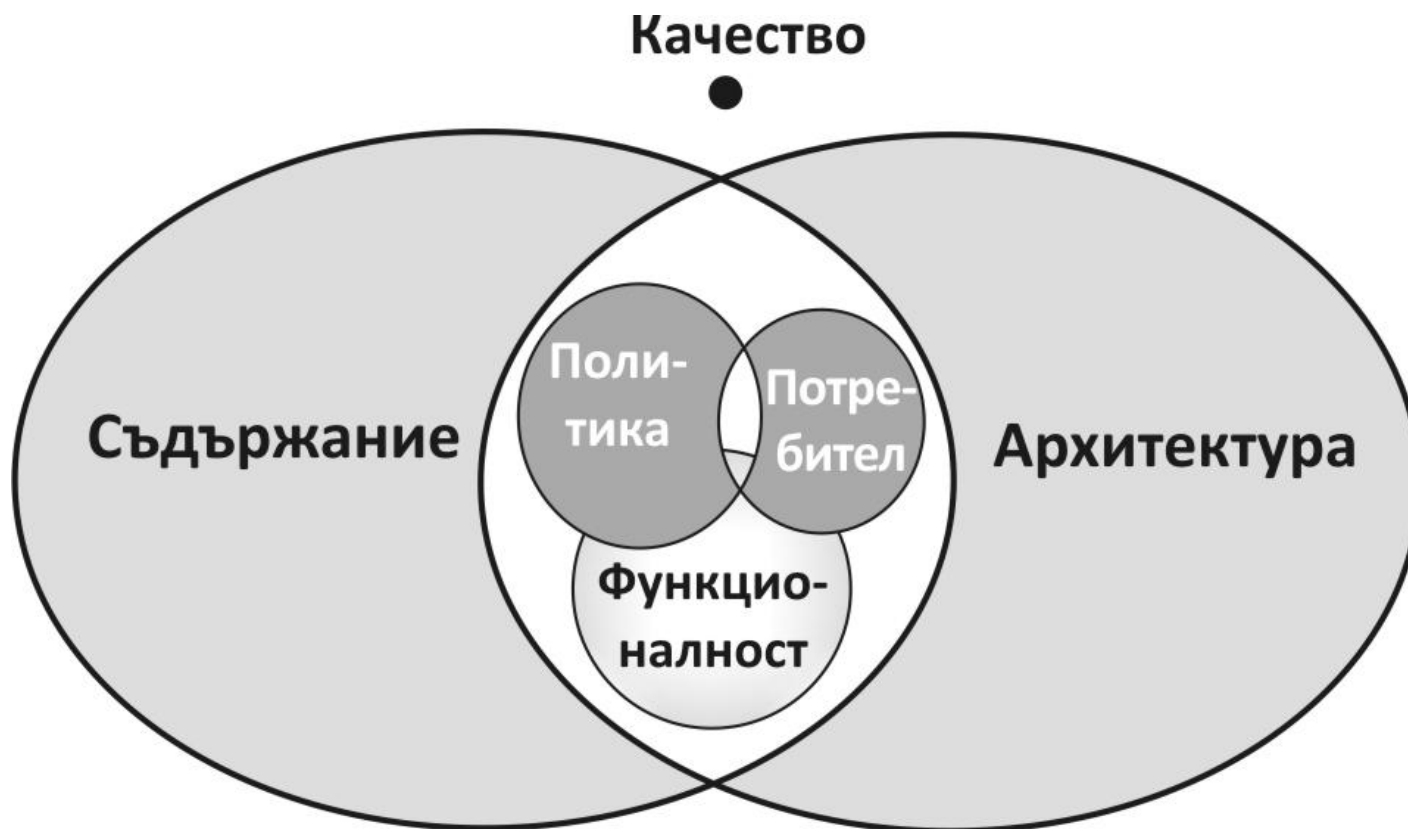 Качество
Поли-
тика
Потре-
бител
Съдържание
Архитектура
Функцио-
налност